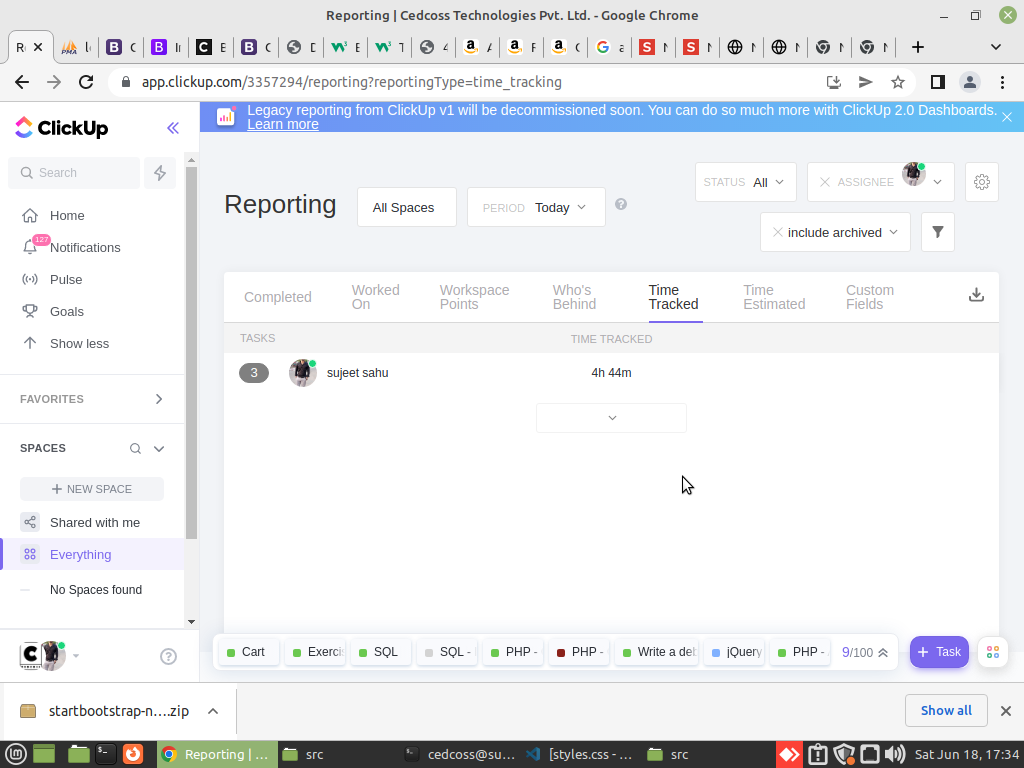 Reporting | Cedcoss Technologies Pvt. Ltd. - Google Chrome
app.clickup.com/3357294/reporting?reportingType=time_tracking
ClickUp
Legacy reporting from ClickUp v1 will be decommissioned soon. You can do so much more with ClickUp 2.0 Dashboards.
Learn more
Search
Home
127
Notifications
Pulse
Goals
Show less
FAVORITES
SPACES
NEW SPACE
Shared with me
Everything
No Spaces found
Reporting
All Spaces
PERIOD Today
STATUS All
ASSIGNEE
include archived
Completed
Worked On
Workspace Points
Who's Behind
Time Tracked
Time Estimated
Custom Fields
TASKS
TIME TRACKED
3 sujeet sahu 4h 44m
Cart
Exerci
SQL
SQL -
PHP -
PHP -
Write a deb
jQuery
PHP -
9/100
+ Task
startbootstrap-n....zip
Show all
Reporting | ...
src
cedcoss@su...
[styles.css - ...
src
Sat Jun 18, 17:34